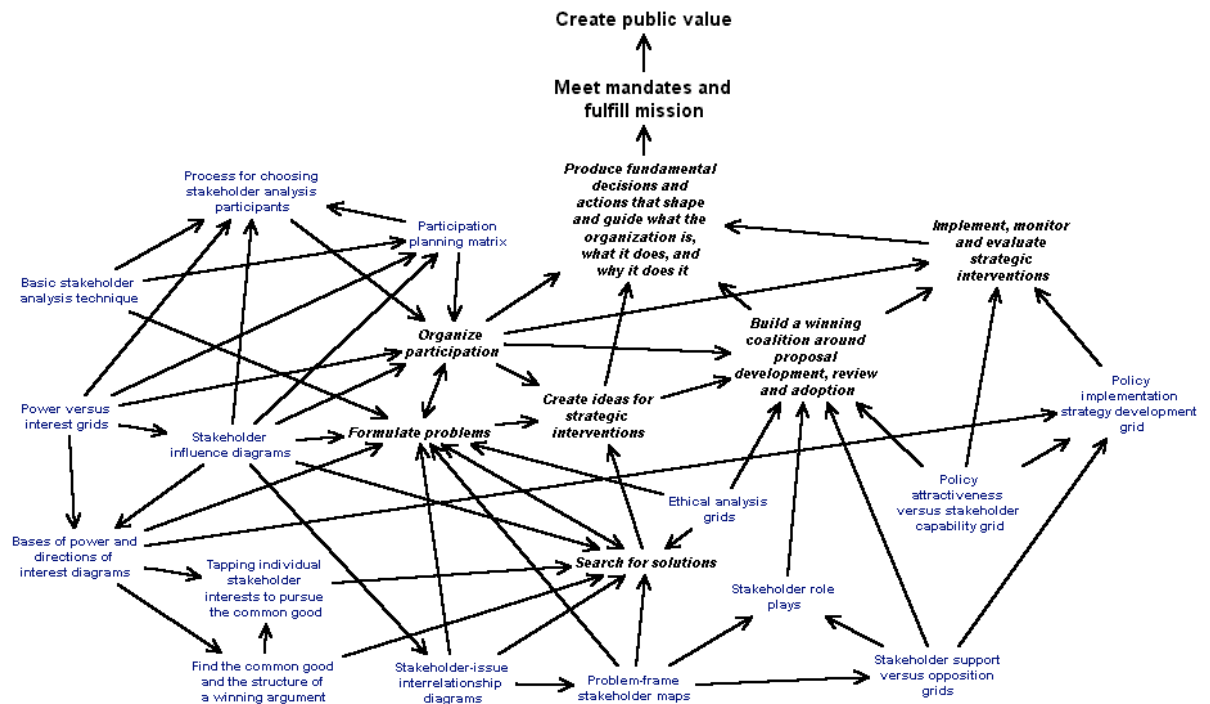 Create public value
Meet mandates and
fulfill mission
Produce fundamental
decisions and
actions that shape
and guide what the
organization is,
what it does, and
why it does it
Process for choosing
stakeholder analysis
participants
Participation
planning matrix
Implement, monitor
and evaluate
strategic
interventions
Basic stakeholder
analysis technique
Organize
participation
Build a winning
coalition around
proposal
development, review
and adoption
Create ideas for
strategic
interventions
Policy
implementation
strategy development
grid
Power versus
interest grids
Stakeholder
influence diagrams
Formulate problems
Ethical analysis
grids
Policy
attractiveness
versus stakeholder
capability grid
Bases of power and
directions of
interest diagrams
Tapping individual
stakeholder
interests to pursue
the common good
Search for solutions
Stakeholder role
plays
Find the common good
and the structure of
a winning argument
Stakeholder-issue
interrelationship
diagrams
Problem-frame
stakeholder maps
Stakeholder support
versus opposition
grids